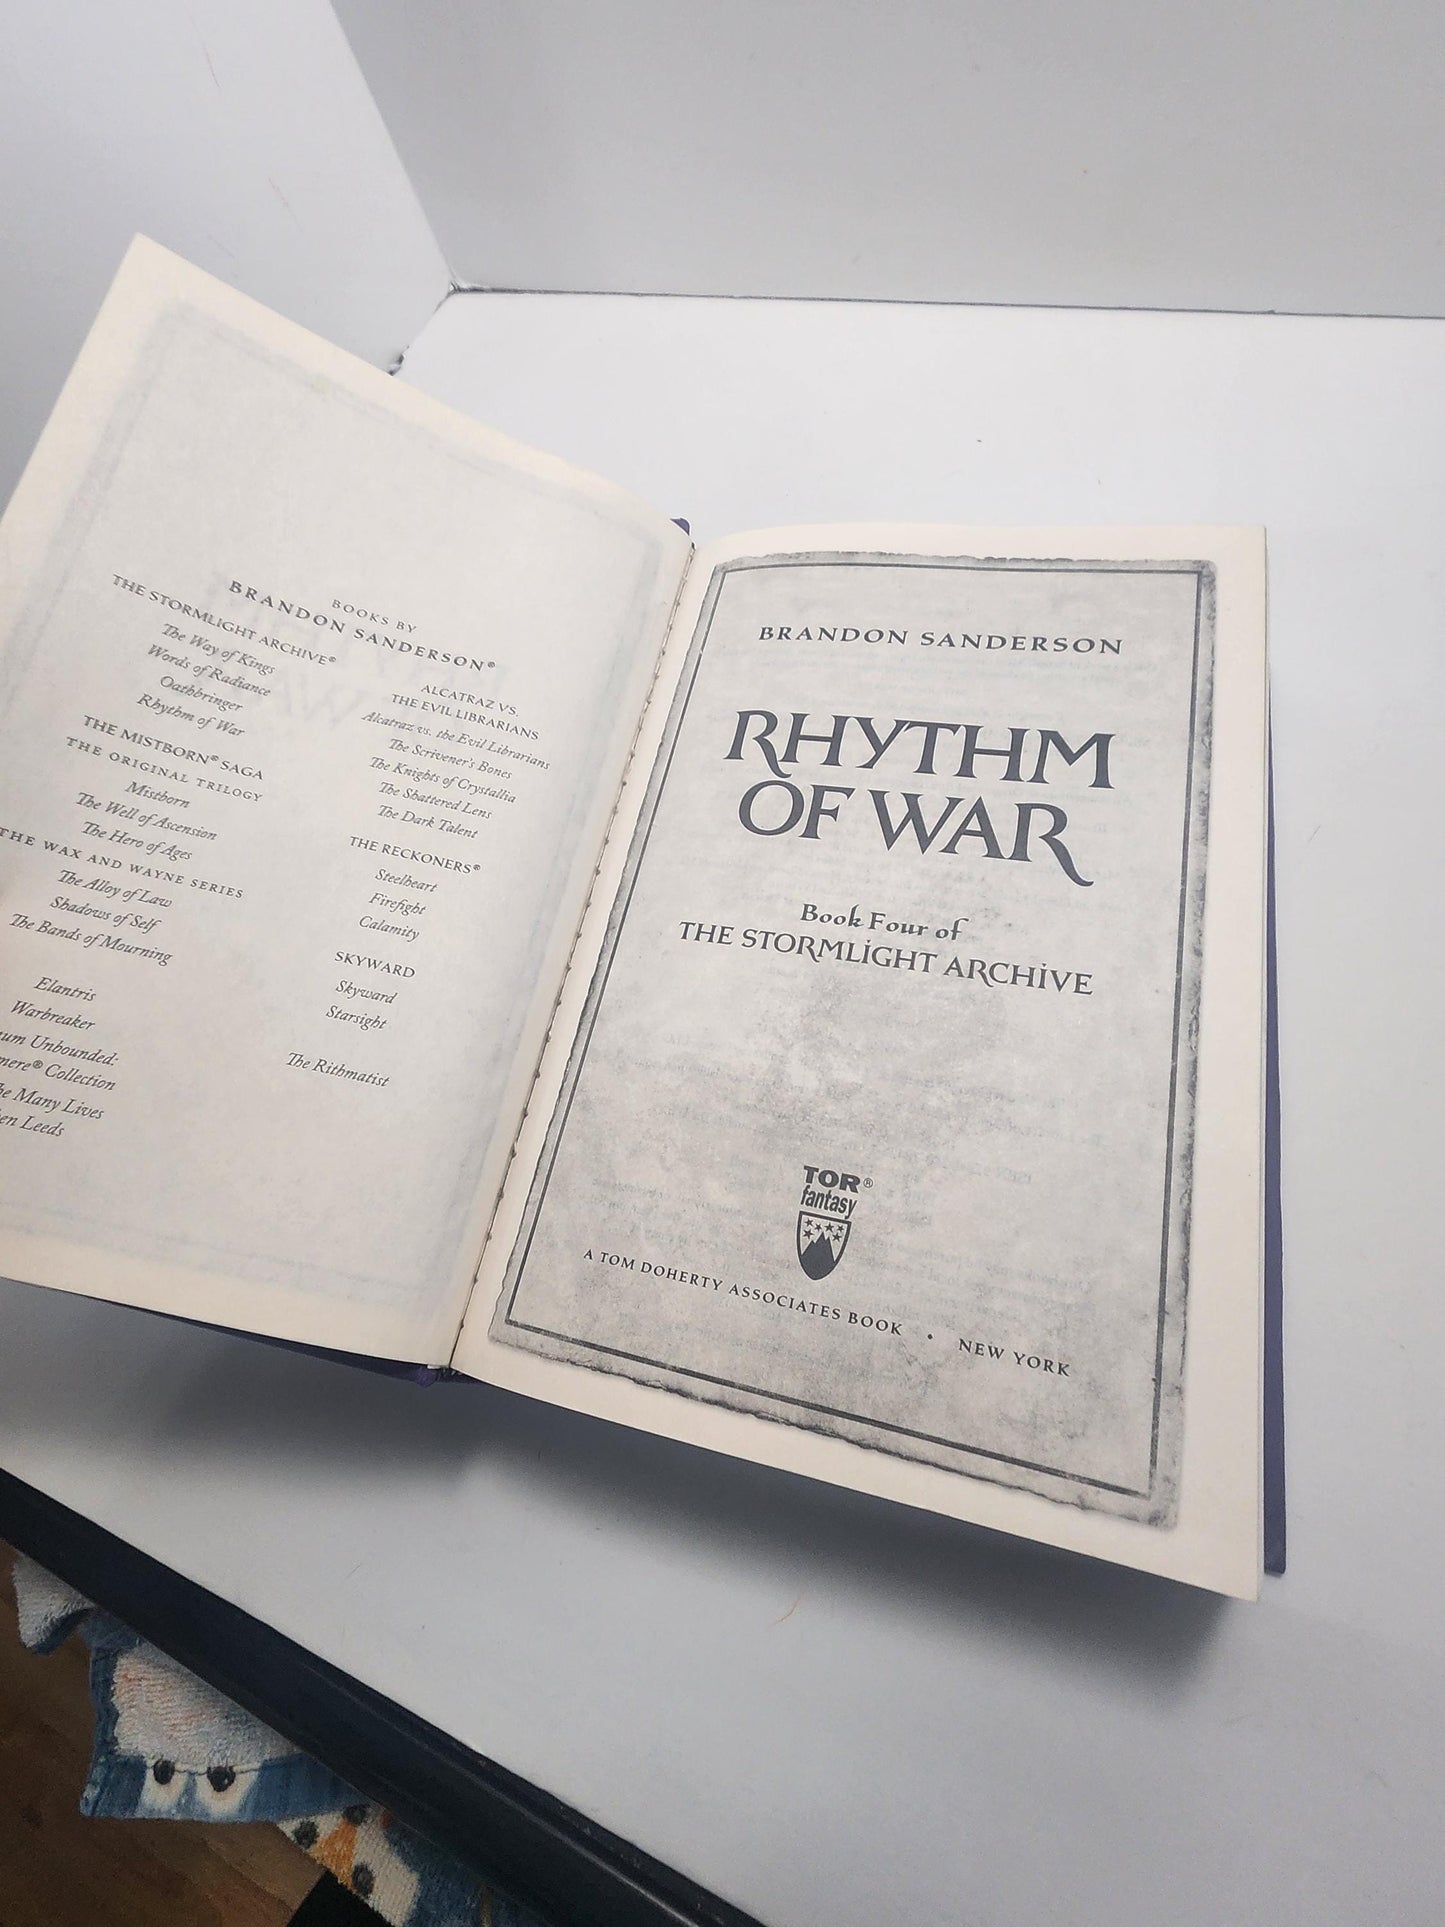 BOOKS BY
BRANDON SANDERSON®
THE STORMLIGHT ARCHIVE®
The Way of Kings
Words of Radiance
Oathbringer
Rhythm of War
THE MISTBORN® SAGA
THE ORIGINAL TRILOGY
Mistborn
The Well of Ascension
The Hero of Ages
THE WAX AND WAYNE SERIES
The Alloy of Law
Shadows of Self
The Bands of Mourning
Elantris
Warbreaker
Unbounded:
Collection
Many Lives
Leeds
ALCATRAZ VS.
THE EVIL LIBRARIANS
Alcatraz vs. the Evil Librarians
The Scrivener's Bones
The Knights of Crystallia
The Shattered Lens
The Dark Talent
THE RECKONERS®
Steelheart
Firefight
Calamity
SKYWARD
Skyward
Starsight
The Rithmatist
BRANDON SANDERSON
RHYTHM
OF WAR
Book Four of
THE STORMLIGHT ARCHIVE
TOR®
fantasy
A TOM DOHERTY ASSOCIATES BOOK • NEW YORK